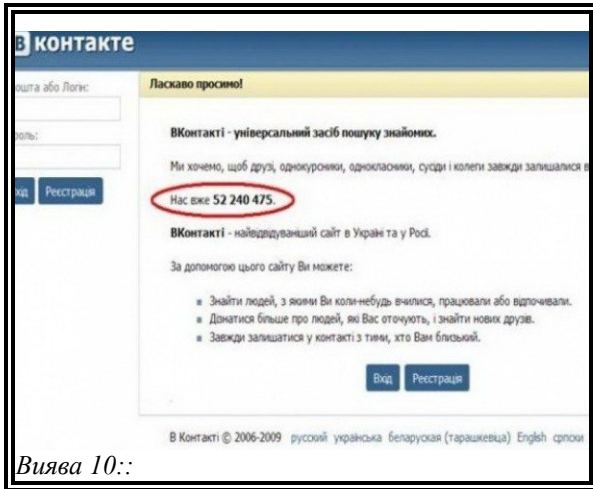 В контакте
ошта або Логін:
Ласкаво просимо!
роль:
ВКонтакті - універсальний засіб пошуку знайомих.
Ми хочемо, щоб друзі, однокурсники, однокласники, сусіди і колеги завжди залишалися в
хід Реєстрація
Нас вже 52 240 475.
ВКонтакті - найвідвідуваніший сайт в Україні та у Росії.
За допомогою цього сайту Ви можете:
Знайти людей, з якими Ви коли-небудь вчилися, працювали або відпочивали.
Дізнатися більше про людей, які Вас оточують, і знайти нових друзів.
Завжди залишатися у контакті з тими, хто Вам близький.
Вхід Реєстрація
В Контакті © 2006-2009 русский українська беларуская (тарашкевіца) English српски
Виява 10::